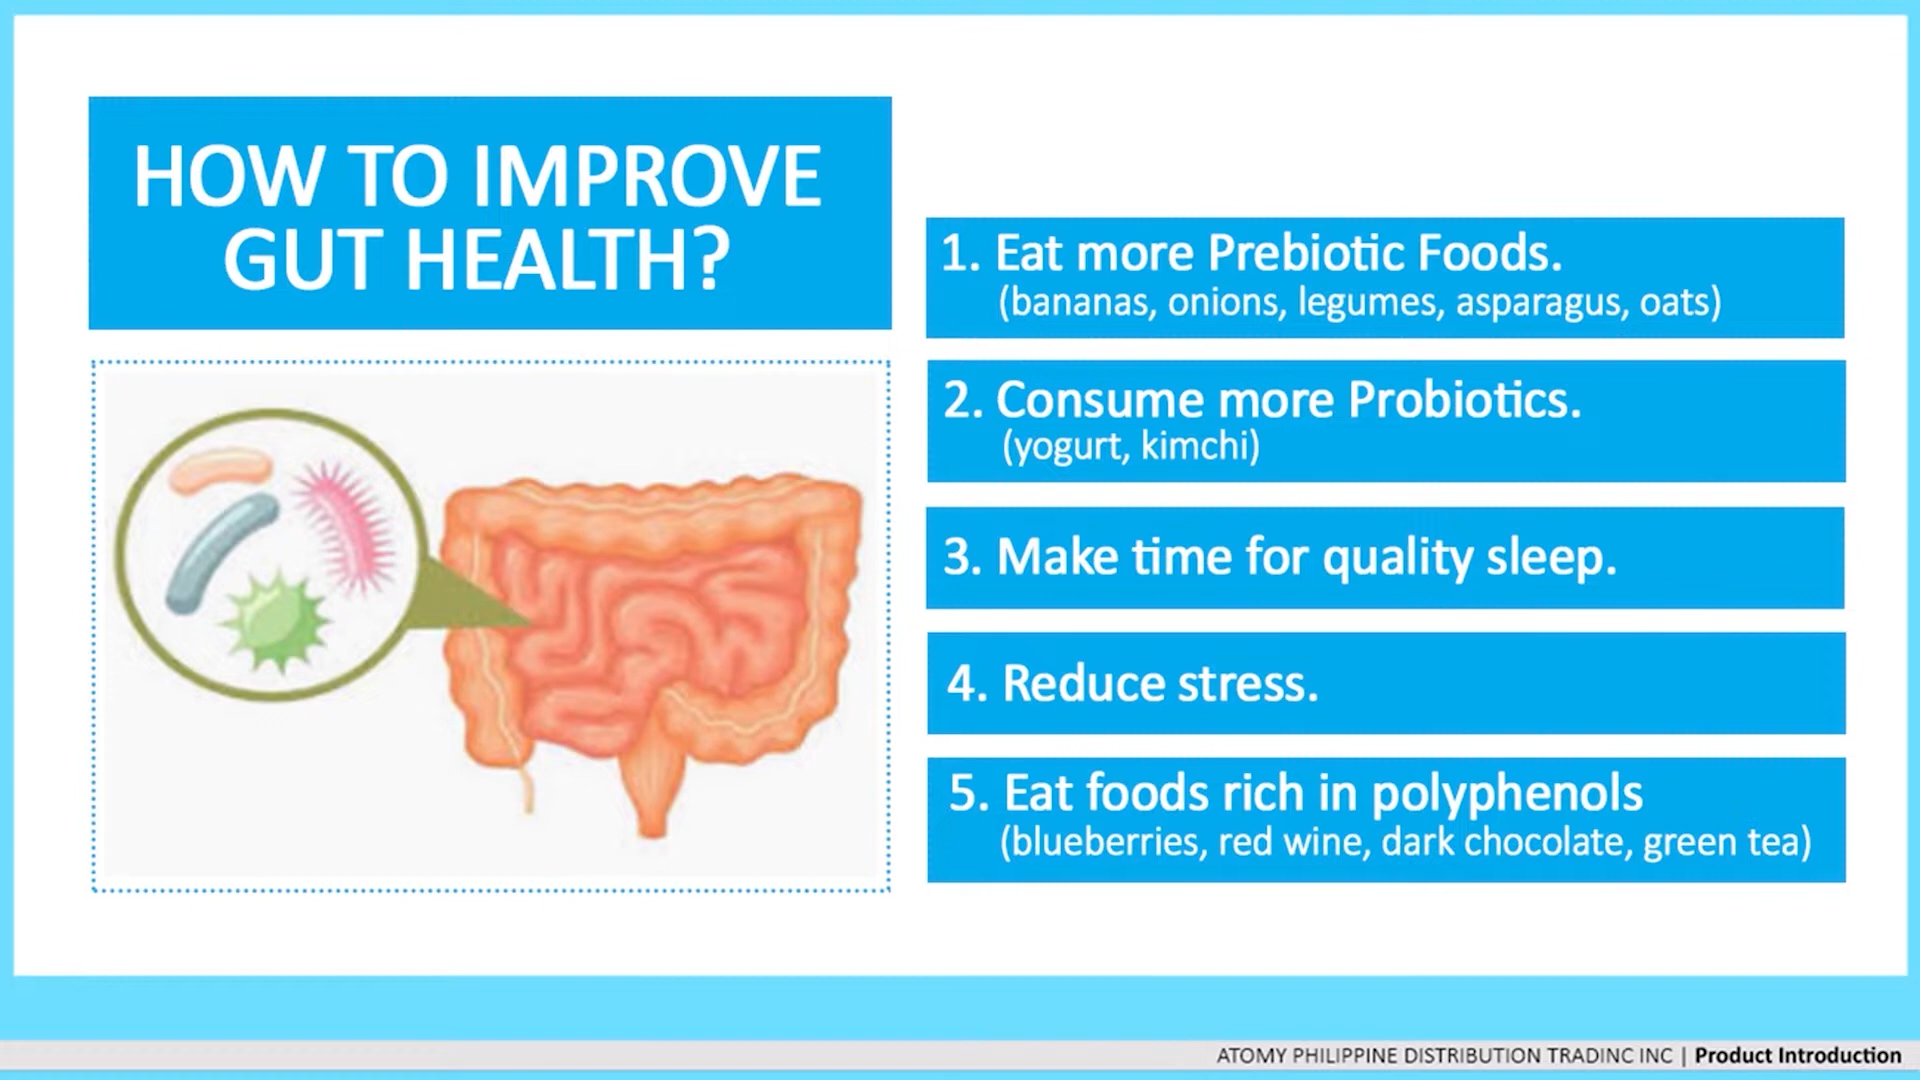 HOW TO IMPROVE
GUT HEALTH?
1. Eat more Prebiotic Foods.
(bananas, onions, legumes, asparagus, oats)
2. Consume more Probiotics.
(yogurt, kimchi)
3. Make time for quality sleep.
4. Reduce stress.
5. Eat foods rich in polyphenols
(blueberries, red wine, dark chocolate, green tea)
ATOMY PHILIPPINE DISTRIBUTION TRADINC INC | Product Introduction